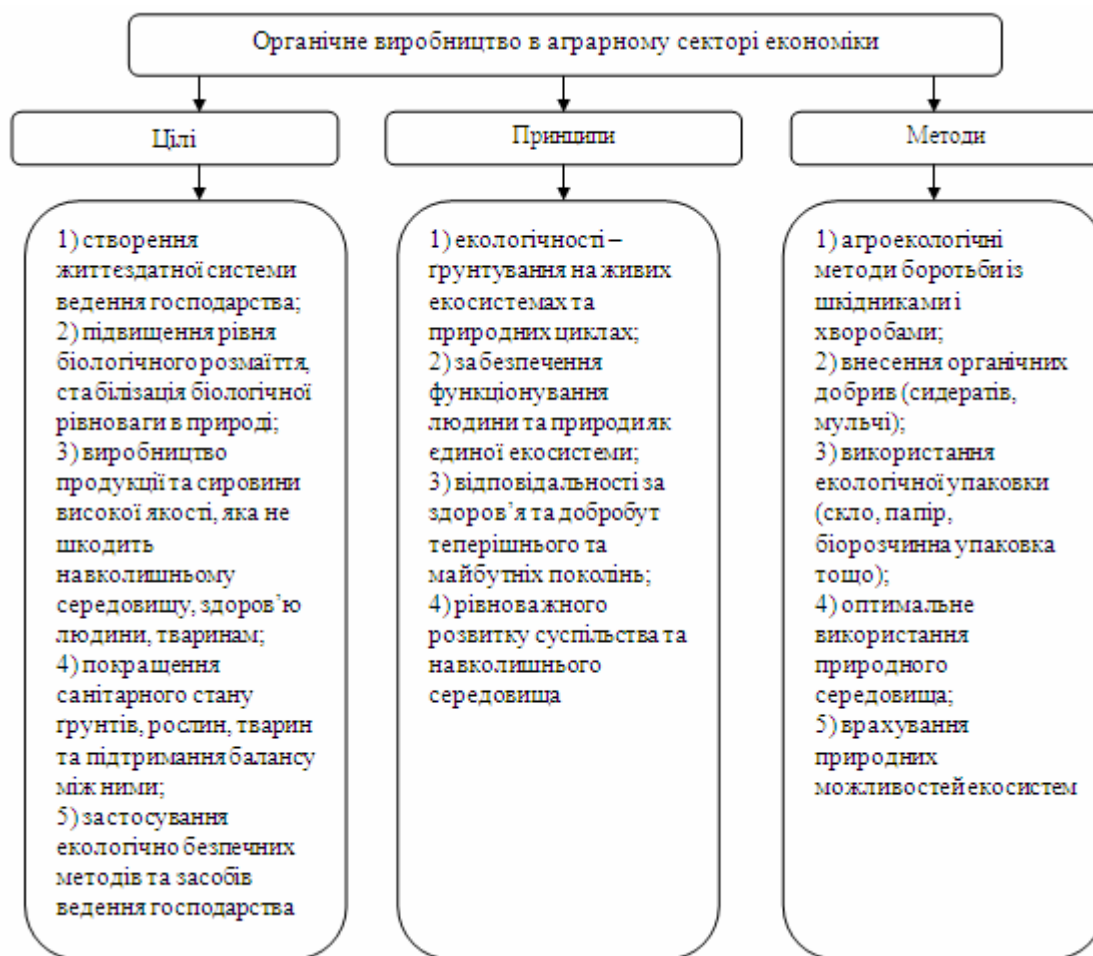 Органічне виробництво в аграрному секторі економіки
Цілі
Принципи
Методи
1) створення
життєздатної системи
ведення господарства;
2) підвищення рівня
біологічного розмаїття,
стабілізація біологічної
рівноваги в природі;
3) виробництво
продукції та сировини
високої якості, яка не
шкодить
навколишньому
середовищу, здоров’ю
людини, тваринам;
4) покращення
санітарного стану
ґрунтів, рослин, тварин
та підтримання балансу
між ними;
5) застосування
екологічно безпечних
методів та засобів
ведення господарства
1) екологічності –
ґрунтування на живих
екосистемах та
природних циклах;
2) забезпечення
функціонування
людини та природи як
єдиної екосистеми;
3) відповідальності за
здоров’я та добробут
теперішнього та
майбутніх поколінь;
4) рівноважного
розвитку суспільства та
навколишнього
середовища
1) агроекологічні
методи боротьби із
шкідниками і
хворобами;
2) внесення органічних
добрив (сидератів,
мульчі);
3) використання
екологічної упаковки
(скло, папір,
біорозчинна упаковка
тощо);
4) оптимальне
використання
природного
середовища;
5) врахування
природних
можливостей екосистем